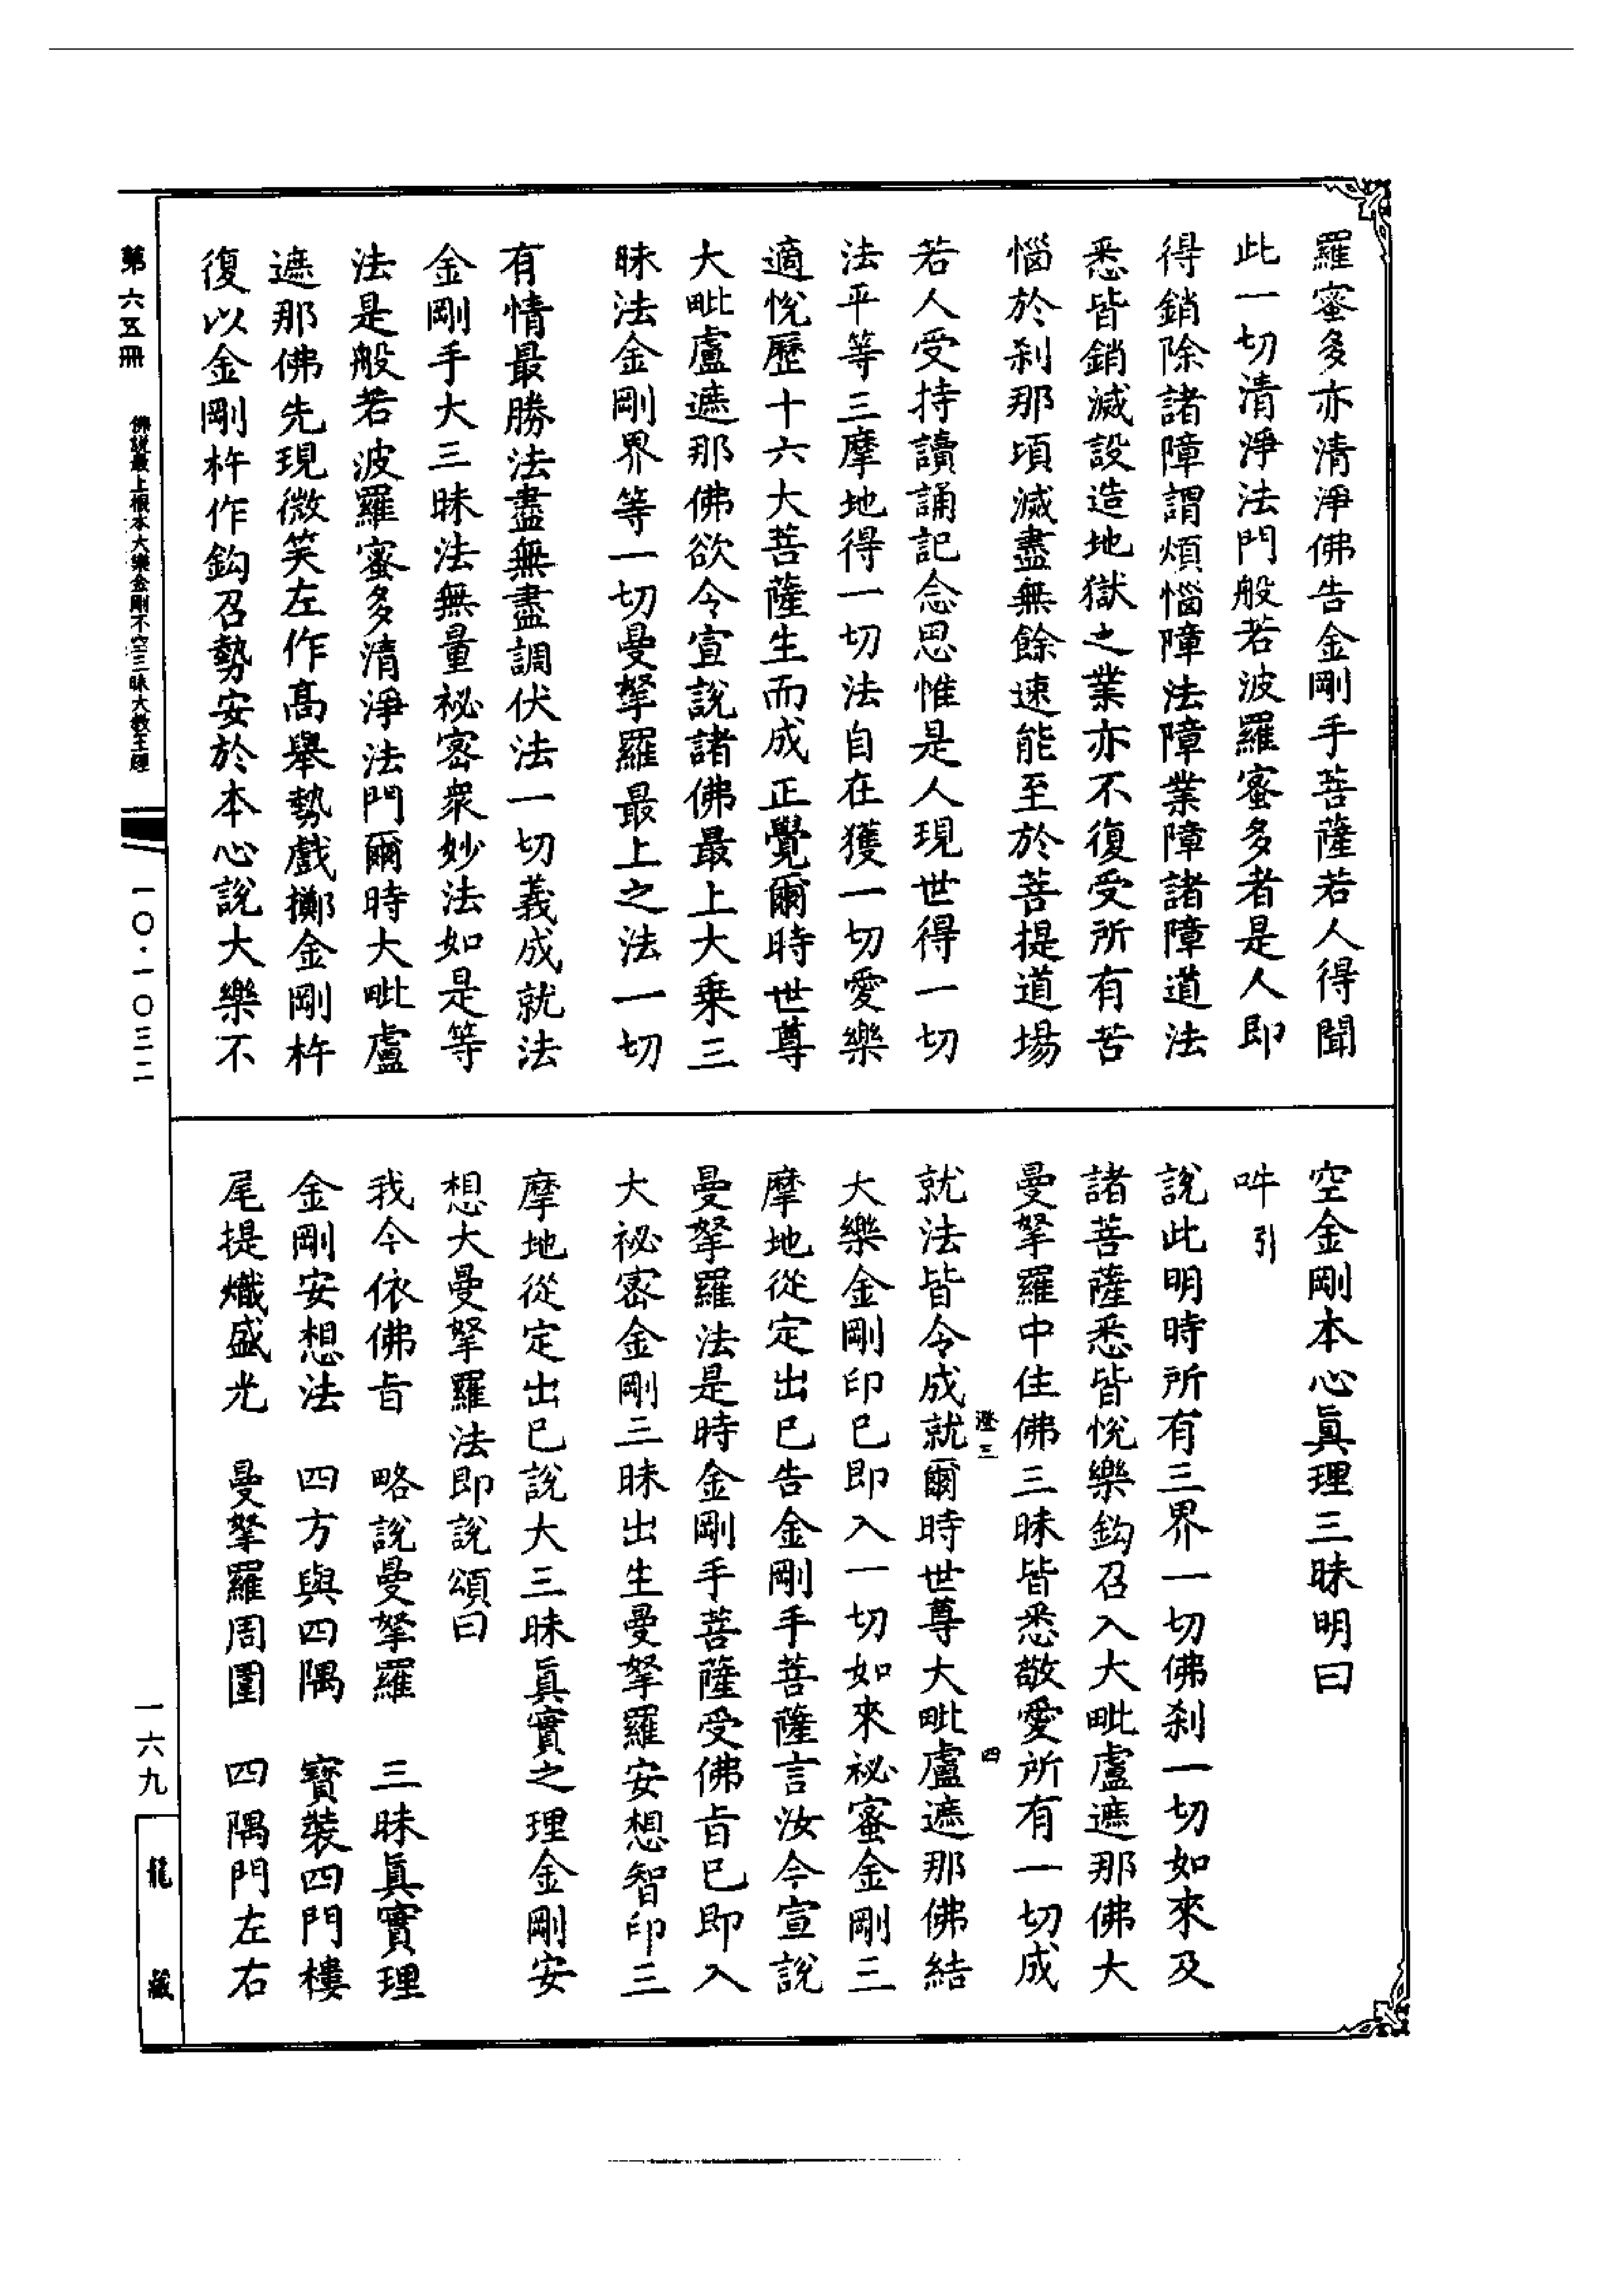 羅蜜多亦清淨佛告金剛手菩薩若人得聞
此一切清淨法門般若波羅蜜多者是人即
得銷除諸障謂煩惱障法障業障諸障道法
悉皆銷滅設造地獄之業亦不復受所有苦
惱於刹那頃滅盡無餘速能至於菩提道場
若人受持讀誦記念思惟是人現世得一切
法平等三摩地得一切法自在獲一切愛樂
適悅歷十六大菩薩生而成正覺爾時世尊
大毗盧遮那佛欲令宣說諸佛最上大乗三
昧法金剛界等一切曼拏羅最上之法一切
有情最勝法盡無盡調伏法一切義成就法
金剛手大三昧法無量祕密衆妙法如是等
法是般若波羅蜜多清淨法門爾時大毗盧
遮那佛先現微笑左作髙舉勢戲擲金剛杵
復以金剛杵作鈎召勢安於本心說大樂不
空金剛本心眞理三昧明曰
吽引
說此明時所有三界一切佛刹一切如來及
諸菩薩悉皆悅樂鈎召入大毗盧遮那佛大
曼拏羅中住佛三昧皆悉敬愛所有一切成
澄三 四
就法皆令成就爾時世尊大毗盧遮那佛結
大樂金剛印已即入一切如來祕蜜金剛三
摩地從定出已告金剛手菩薩言汝今宣說
曼拏羅法是時金剛手菩薩受佛㫖已即入
大祕密金剛三昧出生曼拏羅安想智印三
摩地從定出已說大三昧眞實之理金剛安
想大曼拏羅法即說頌曰
我今依佛㫖 略說曼拏羅 三昧眞實理
金剛安想法 四方與四隅 寳裝四門樓
尾提熾盛光 曼拏羅周圍 四隅門左右
第六五冊 佛說最上根本大樂金剛不空三昧大教王經 一〇·一〇三二 一六九
龍藏